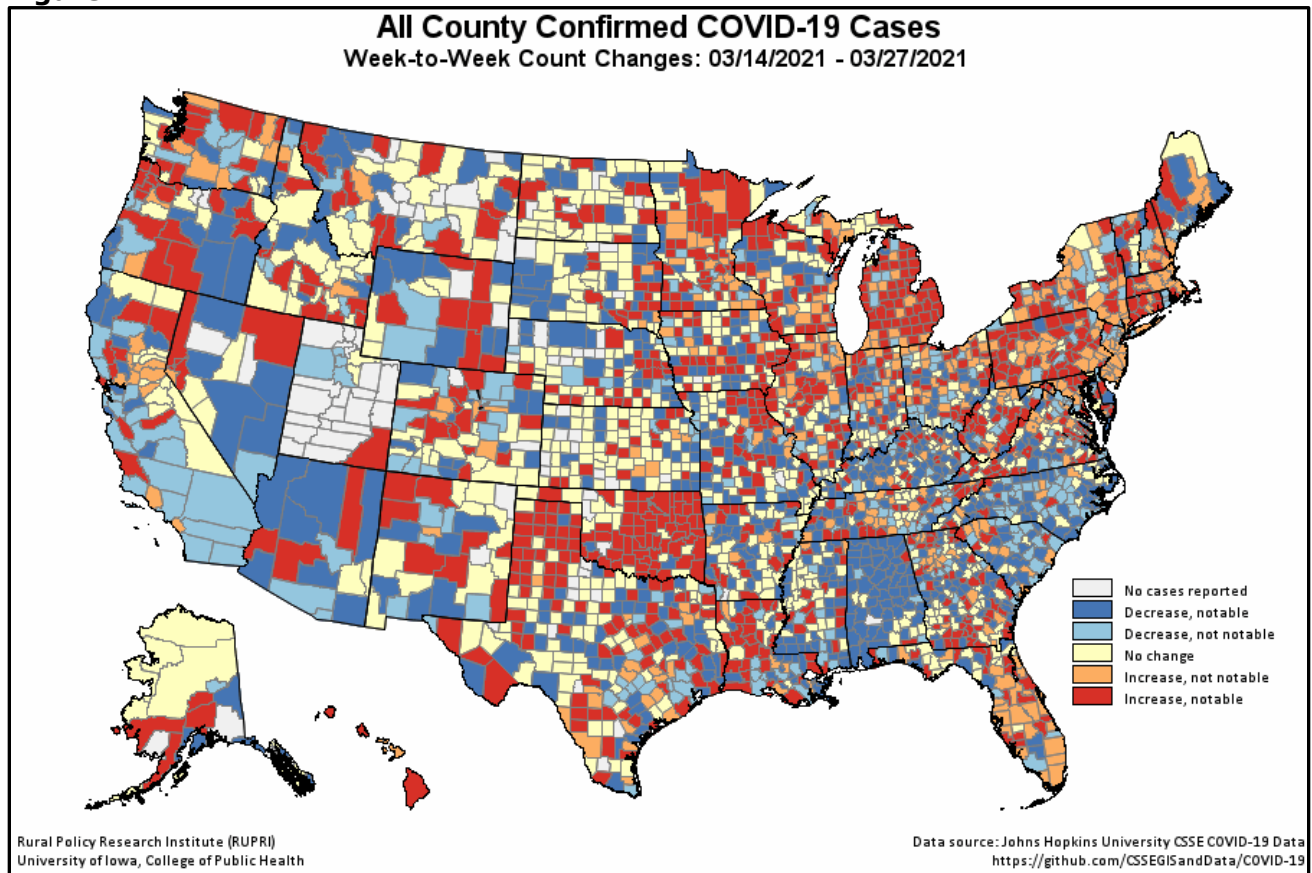 All County Confirmed COVID-19 Cases
Week-to-Week Count Changes: 03/14/2021 - 03/27/2021
No cases reported
Decrease, notable
Decrease, not notable
No change
Increase, not notable
Increase, notable
Rural Policy Research Institute (RUPRI)
University of Iowa, College of Public Health
Data source: Johns Hopkins University CSSE COVID-19 Data
https://github.com/CSSEGISandData/COVID-19